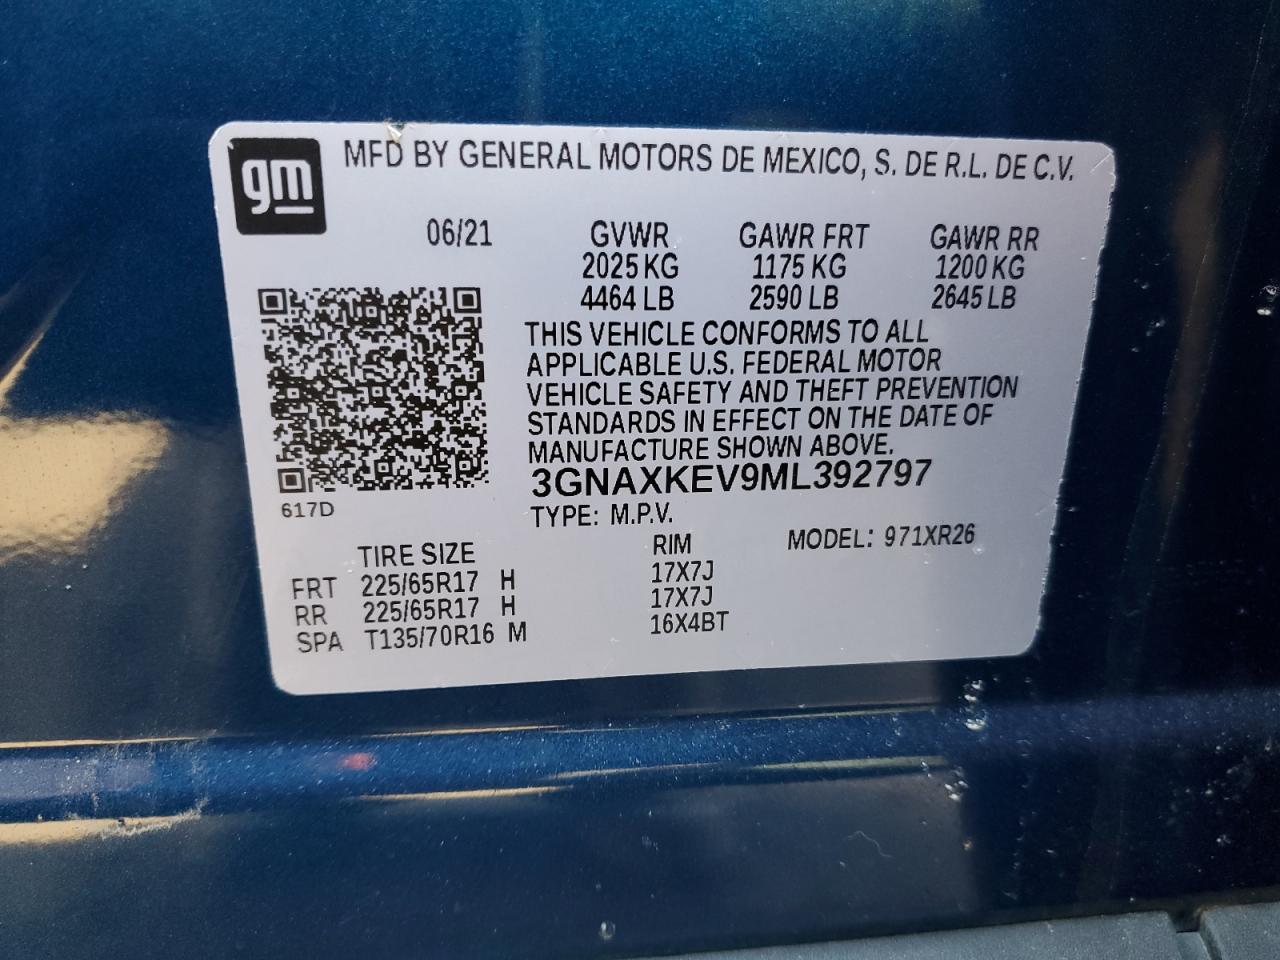 gm
MFD BY GENERAL MOTORS DE MEXICO, S. DE R.L. DE C.V.
06/21 GVWR GAWR FRT GAWR RR
2025 KG 1175 KG 1200 KG
4464 LB 2590 LB 2645 LB
THIS VEHICLE CONFORMS TO ALL
APPLICABLE U.S. FEDERAL MOTOR
VEHICLE SAFETY AND THEFT PREVENTION
STANDARDS IN EFFECT ON THE DATE OF
MANUFACTURE SHOWN ABOVE.
3GNAXKEV9ML392797
617D
TYPE: M.P.V.
MODEL: 971XR26
TIRE SIZE RIM
FRT 225/65R17 H 17X7J
RR 225/65R17 H 17X7J
SPA T135/70R16 M 16X4BT